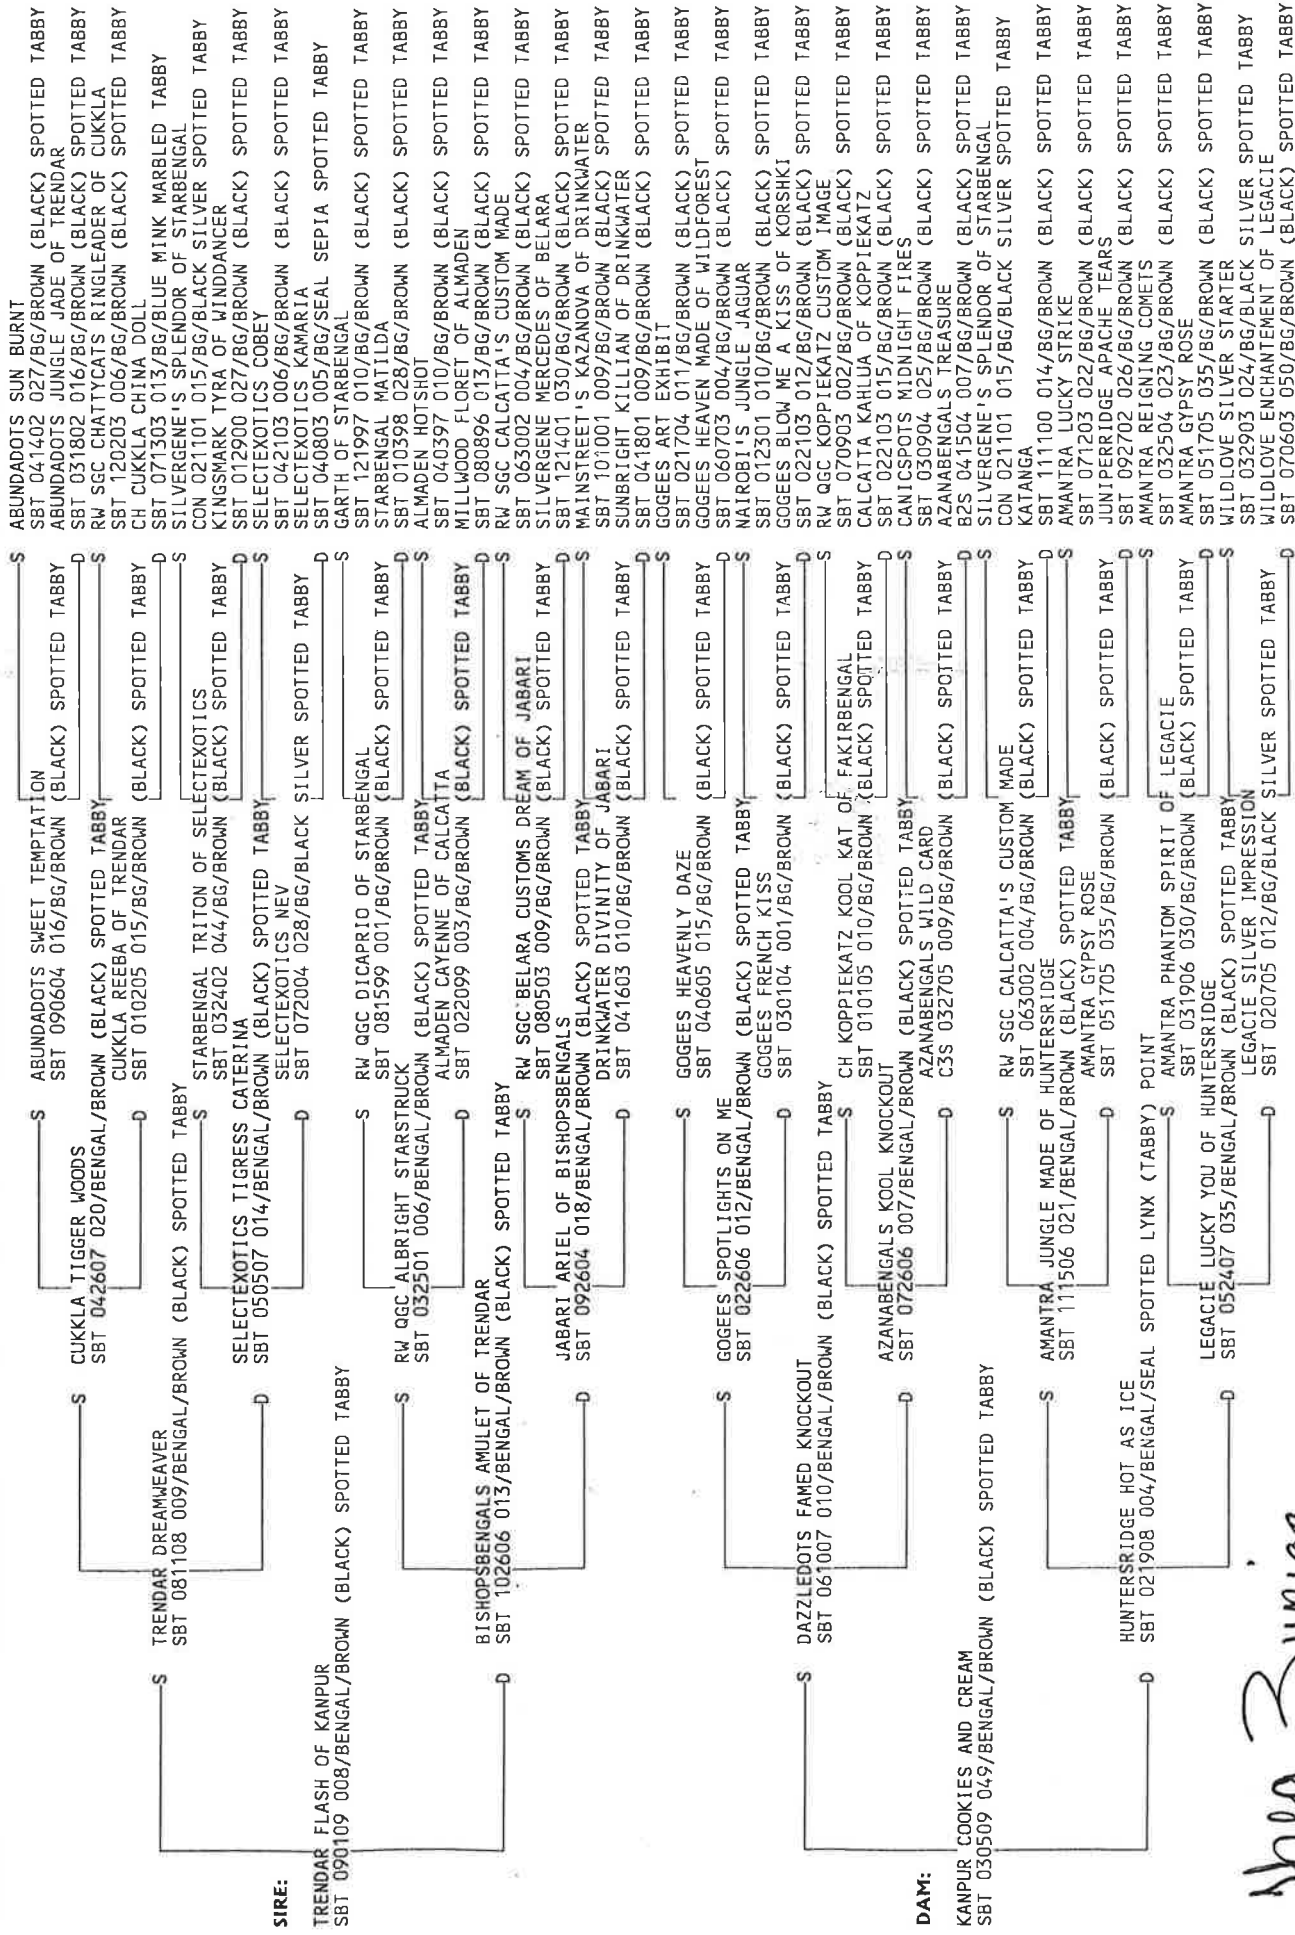 SIRE:
TRENDAR FLASH OF KANPUR
SBT 090109 008/BENGAL/BROWN (BLACK) SPOTTED TABBY
DAM:
KANPUR COOKIES AND CREAM
SBT 030509 049/BENGAL/BROWN (BLACK) SPOTTED TABBY
S
TRENDAR DREAMWEAVER
SBT 081108 009/BENGAL/BROWN (BLACK) SPOTTED TABBY
D
BISHOPSBENGALS AMULET OF TRENDAR
SBT 102606 013/BENGAL/BROWN (BLACK) SPOTTED TABBY
S
DAZZLEDOTS FAMED KNOCKOUT
SBT 061007 010/BENGAL/BROWN (BLACK) SPOTTED TABBY
D
HUNTERSRIDGE HOT AS ICE
SBT 021908 004/BENGAL/SEAL SPOTTED LYNX (TABBY) POINT
S
CUKKLA TIGGER WOODS
SBT 042607 020/BENGAL/BROWN (BLACK) SPOTTED TABBY
D
SELECTEXOTICS TIGRESS CATERINA
SBT 050507 014/BENGAL/BROWN (BLACK) SPOTTED TABBY
S
RW QGC ALBRIGHT STARSTRUCK
SBT 032501 006/BENGAL/BROWN (BLACK) SPOTTED TABBY
D
JABARI ARIEL OF BISHOPSBENGALS
SBT 092604 018/BENGAL/BROWN (BLACK) SPOTTED TABBY
S
GOGEES SPOTLIGHTS ON ME
SBT 022606 012/BENGAL/BROWN (BLACK) SPOTTED TABBY
D
AZANABENGALS KOOL KNOCKOUT
SBT 072606 007/BENGAL/BROWN (BLACK) SPOTTED TABBY
S
AMANTRA JUNGLE MADE OF HUNTERSRIDGE
SBT 111506 021/BENGAL/BROWN (BLACK) SPOTTED TABBY
D
LEGACIE LUCKY YOU OF HUNTERSRIDGE
SBT 052407 035/BENGAL/BROWN (BLACK) SPOTTED TABBY
S
ABUNDADOTS SWEET TEMPTATION
SBT 090604 016/BG/BROWN (BLACK) SPOTTED TABBY
D
CUKKLA REEBA OF TRENDAR
SBT 010205 015/BG/BROWN (BLACK) SPOTTED TABBY
S
STARBENGAL TRITON OF SELECTEXOTICS
SBT 032402 044/BG/BROWN (BLACK) SPOTTED TABBY
D
SELECTEXOTICS NEV
SBT 072004 028/BG/BLACK SILVER SPOTTED TABBY
S
RW QGC DICAPRIO OF STARBENGAL
SBT 081599 001/BG/BROWN (BLACK) SPOTTED TABBY
D
ALMADEN CAYENNE OF CALCATTA
SBT 022099 003/BG/BROWN (BLACK) SPOTTED TABBY
S
RW SGC BELARA CUSTOMS DREAM OF JABARI
SBT 080503 009/BG/BROWN (BLACK) SPOTTED TABBY
D
DRINKWATER DIVINITY OF JABARI
SBT 041603 010/BG/BROWN (BLACK) SPOTTED TABBY
S
GOGEES HEAVENLY DAZE
SBT 040605 015/BG/BROWN (BLACK) SPOTTED TABBY
D
GOGEES FRENCH KISS
SBT 030104 001/BG/BROWN (BLACK) SPOTTED TABBY
S
CH KOPPIEKATZ KOOL KAT OF FAKIRBENGAL
SBT 010105 010/BG/BROWN (BLACK) SPOTTED TABBY
D
AZANABENGALS WILD CARD
C3S 032705 009/BG/BROWN (BLACK) SPOTTED TABBY
S
RW SGC CALCATTA'S CUSTOM MADE
SBT 063002 004/BG/BROWN (BLACK) SPOTTED TABBY
D
AMANTRA GYPSY ROSE
SBT 051705 035/BG/BROWN (BLACK) SPOTTED TABBY
S
AMANTRA PHANTOM SPIRIT OF LEGACIE
SBT 031906 030/BG/BROWN (BLACK) SPOTTED TABBY
D
LEGACIE SILVER IMPRESSION
SBT 020705 012/BG/BLACK SILVER SPOTTED TABBY
S
ABUNDADOTS SUN BURNT
SBT 041402 027/BG/BROWN (BLACK) SPOTTED TABBY
ABUNDADOTS JUNGLE JADE OF TRENDAR
D
SBT 031802 016/BG/BROWN (BLACK) SPOTTED TABBY
S
RW SGC CHATTYCATS RINGLEADER OF CUKKLA
SBT 120203 006/BG/BROWN (BLACK) SPOTTED TABBY
CH CUKKLA CHINA DOLL
D
SBT 071303 013/BG/BLUE MINK MARBLED TABBY
S
SILVERGENE'S SPLENDOR OF STARBENGAL
CON 021101 015/BG/BLACK SILVER SPOTTED TABBY
KINGSMARK TYRA OF WINDDANCER
D
SBT 012900 027/BG/BROWN (BLACK) SPOTTED TABBY
S
SELECTEXOTICS COBEY
SBT 042103 006/BG/BROWN (BLACK) SPOTTED TABBY
SELECTEXOTICS KAMARIA
D
SBT 040803 005/BG/SEAL SEPIA SPOTTED TABBY
S
GARTH OF STARBENGAL
SBT 121997 010/BG/BROWN (BLACK) SPOTTED TABBY
STARBENGAL MATILDA
D
SBT 010398 028/BG/BROWN (BLACK) SPOTTED TABBY
S
ALMADEN HOTSHOT
SBT 040397 010/BG/BROWN (BLACK) SPOTTED TABBY
MILLWOOD FLORET OF ALMADEN
D
SBT 080896 013/BG/BROWN (BLACK) SPOTTED TABBY
S
RW SGC CALCATTA'S CUSTOM MADE
SBT 063002 004/BG/BROWN (BLACK) SPOTTED TABBY
SILVERGENE MERCEDES OF BELARA
D
SBT 121401 030/BG/BROWN (BLACK) SPOTTED TABBY
S
MAINSTREET'S KAZANOVA OF DRINKWATER
SBT 101001 009/BG/BROWN (BLACK) SPOTTED TABBY
SUNBRIGHT KILLIAN OF DRINKWATER
D
SBT 041801 009/BG/BROWN (BLACK) SPOTTED TABBY
S
GOGEES ART EXHIBIT
SBT 021704 011/BG/BROWN (BLACK) SPOTTED TABBY
GOGEES HEAVEN MADE OF WILDFOREST
D
SBT 060703 004/BG/BROWN (BLACK) SPOTTED TABBY
S
NAIROBI'S JUNGLE JAGUAR
SBT 012301 010/BG/BROWN (BLACK) SPOTTED TABBY
GOGEES BLOW ME A KISS OF KORSHKI
D
SBT 022103 012/BG/BROWN (BLACK) SPOTTED TABBY
S
RW QGC KOPPIEKATZ CUSTOM IMAGE
SBT 070903 002/BG/BROWN (BLACK) SPOTTED TABBY
CALCATTA KAHLUA OF KOPPIEKATZ
D
SBT 022103 015/BG/BROWN (BLACK) SPOTTED TABBY
S
CANICSPOTS MIDNIGHT FIRES
SBT 030904 025/BG/BROWN (BLACK) SPOTTED TABBY
AZANABENGALS TREASURE
D
B2S 041504 007/BG/BROWN (BLACK) SPOTTED TABBY
S
SILVERGENE'S SPLENDOR OF STARBENGAL
CON 021101 015/BG/BLACK SILVER SPOTTED TABBY
KATANGA
D
SBT 111100 014/BG/BROWN (BLACK) SPOTTED TABBY
S
AMANTRA LUCKY STRIKE
SBT 071203 022/BG/BROWN (BLACK) SPOTTED TABBY
JUNIPERRIDGE APACHE TEARS
D
SBT 092702 026/BG/BROWN (BLACK) SPOTTED TABBY
S
AMANTRA REIGNING COMETS
SBT 032504 023/BG/BROWN (BLACK) SPOTTED TABBY
AMANTRA GYPSY ROSE
D
SBT 051705 035/BG/BROWN (BLACK) SPOTTED TABBY
S
WILDLOVE SILVER STARTER
SBT 032903 024/BG/BLACK SILVER SPOTTED TABBY
WILDLOVE ENCHANTEMENT OF LEGACIE
D
SBT 070603 050/BG/BROWN (BLACK) SPOTTED TABBY